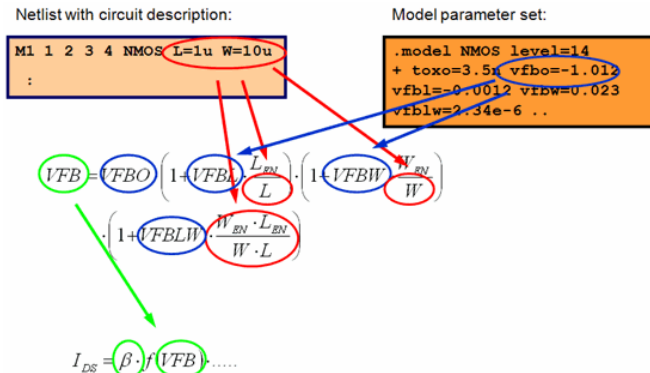 Netlist with circuit description:
Model parameter set:
M1 1 2 3 4 NMOS L=1u W=10u
:
.model NMOS level=14
+ toxo=3.5n vfbo=-1.012
vfbl=-0.0012 vfbw=0.023
vfblw=2.34e-6 ..
VFB = VFBO (1+VFBL · L_EN / L) · (1+VFBW · W_EN / W)
· (1+VFBLW · W_EN · L_EN / W · L)
I_DS = β · f(VFB) · .....